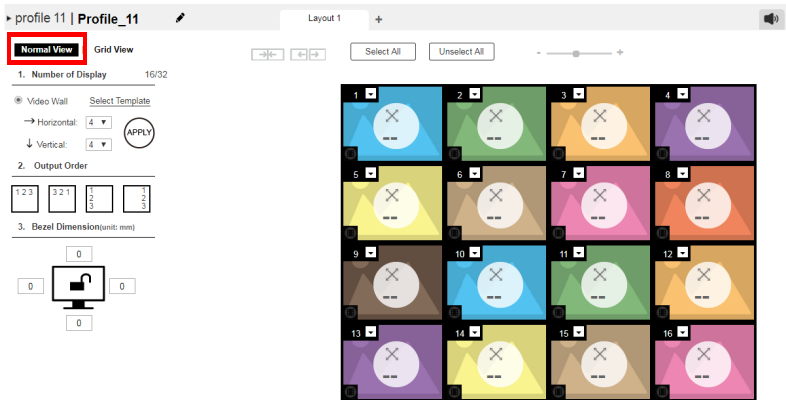 profile 11 | Profile_11
Layout 1
+
Normal View
Grid View
Select All
Unselect All
- +
1. Number of Display 16/32
Video Wall Select Template
Horizontal: 4
Vertical: 4
APPLY
2. Output Order
1 2 3
3 2 1
1
2
3
1
2
3
3. Bezel Dimension(unit: mm)
0
0
0
0
1
--
2
--
3
--
4
--
5
--
6
--
7
--
8
--
9
--
10
--
11
--
12
--
13
--
14
--
15
--
16
--